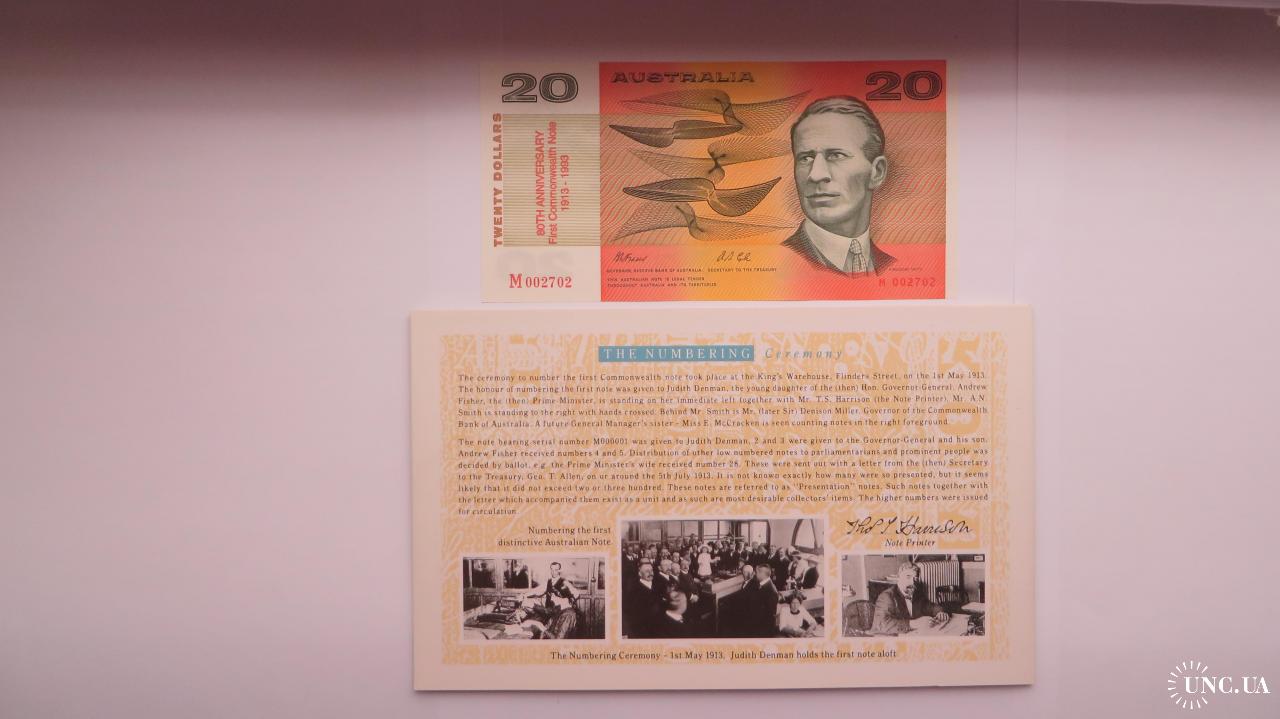 20
AUSTRALIA
20
TWENTY DOLLARS
80TH ANNIVERSARY
First Commonwealth Note
1913 - 1993
GOVERNOR, RESERVE BANK OF AUSTRALIA
SECRETARY TO THE TREASURY
THIS AUSTRALIAN NOTE IS LEGAL TENDER
THROUGHOUT AUSTRALIA AND ITS TERRITORIES
M 002702
M 002702
THE NUMBERING Ceremony
The ceremony to number the first Commonwealth note took place at the King's Warehouse, Flinders Street, on the 1st May 1913.
The honour of numbering the first note was given to Judith Denman, the young daughter of the (then) Hon. Governor-General. Andrew
Fisher, the (then) Prime-Minister, is standing on her immediate left together with Mr. T.S. Harrison (the Note Printer). Mr. A.N.
Smith is standing to the right with hands crossed. Behind Mr. Smith is Mr. (later Sir) Denison Miller, Governor of the Commonwealth
Bank of Australia. A future General Manager's sister - Miss E. McCracken is seen counting notes in the right foreground.
The note bearing serial number M000001 was given to Judith Denman, 2 and 3 were given to the Governor-General and his son.
Andrew Fisher received numbers 4 and 5. Distribution of other low numbered notes to parliamentarians and prominent people was
decided by ballot, e.g. the Prime Minister's wife received number 28. These were sent out with a letter from the (then) Secretary
to the Treasury, Geo. T. Allen, on or around the 5th July 1913. It is not known exactly how many were so presented, but it seems
likely that it did not exceed two or three hundred. These notes are referred to as "Presentation" notes. Such notes together with
the letter which accompanied them exist as a unit and as such are most desirable collectors' items. The higher numbers were issued
for circulation.
Numbering the first
distinctive Australian Note.
Thos S Harrison
Note Printer
The Numbering Ceremony - 1st May 1913. Judith Denman holds the first note aloft
UNC.UA